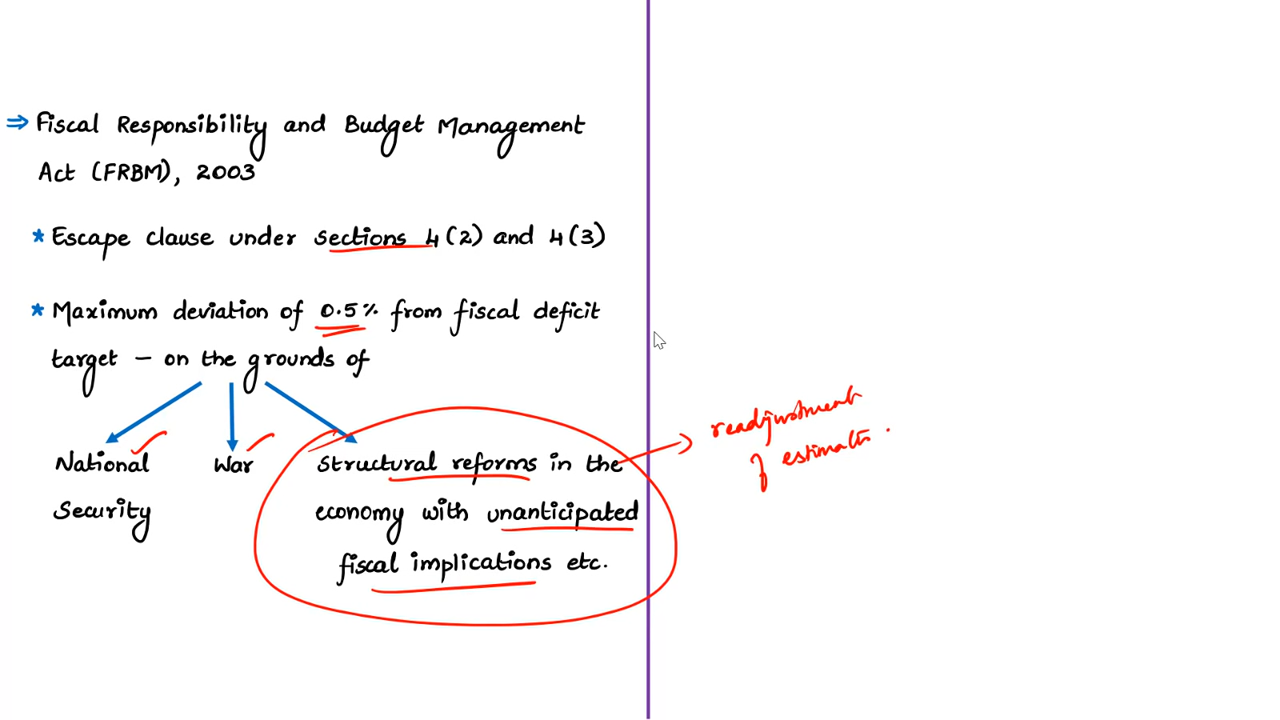 ⇒ Fiscal Responsibility and Budget Management
Act (FRBM), 2003
* Escape clause under sections 4(2) and 4(3)
* Maximum deviation of 0.5% from fiscal deficit
target – on the grounds of
National
Security
War
Structural reforms in the
economy with unanticipated
fiscal implications etc.
readjustment
of estimates.